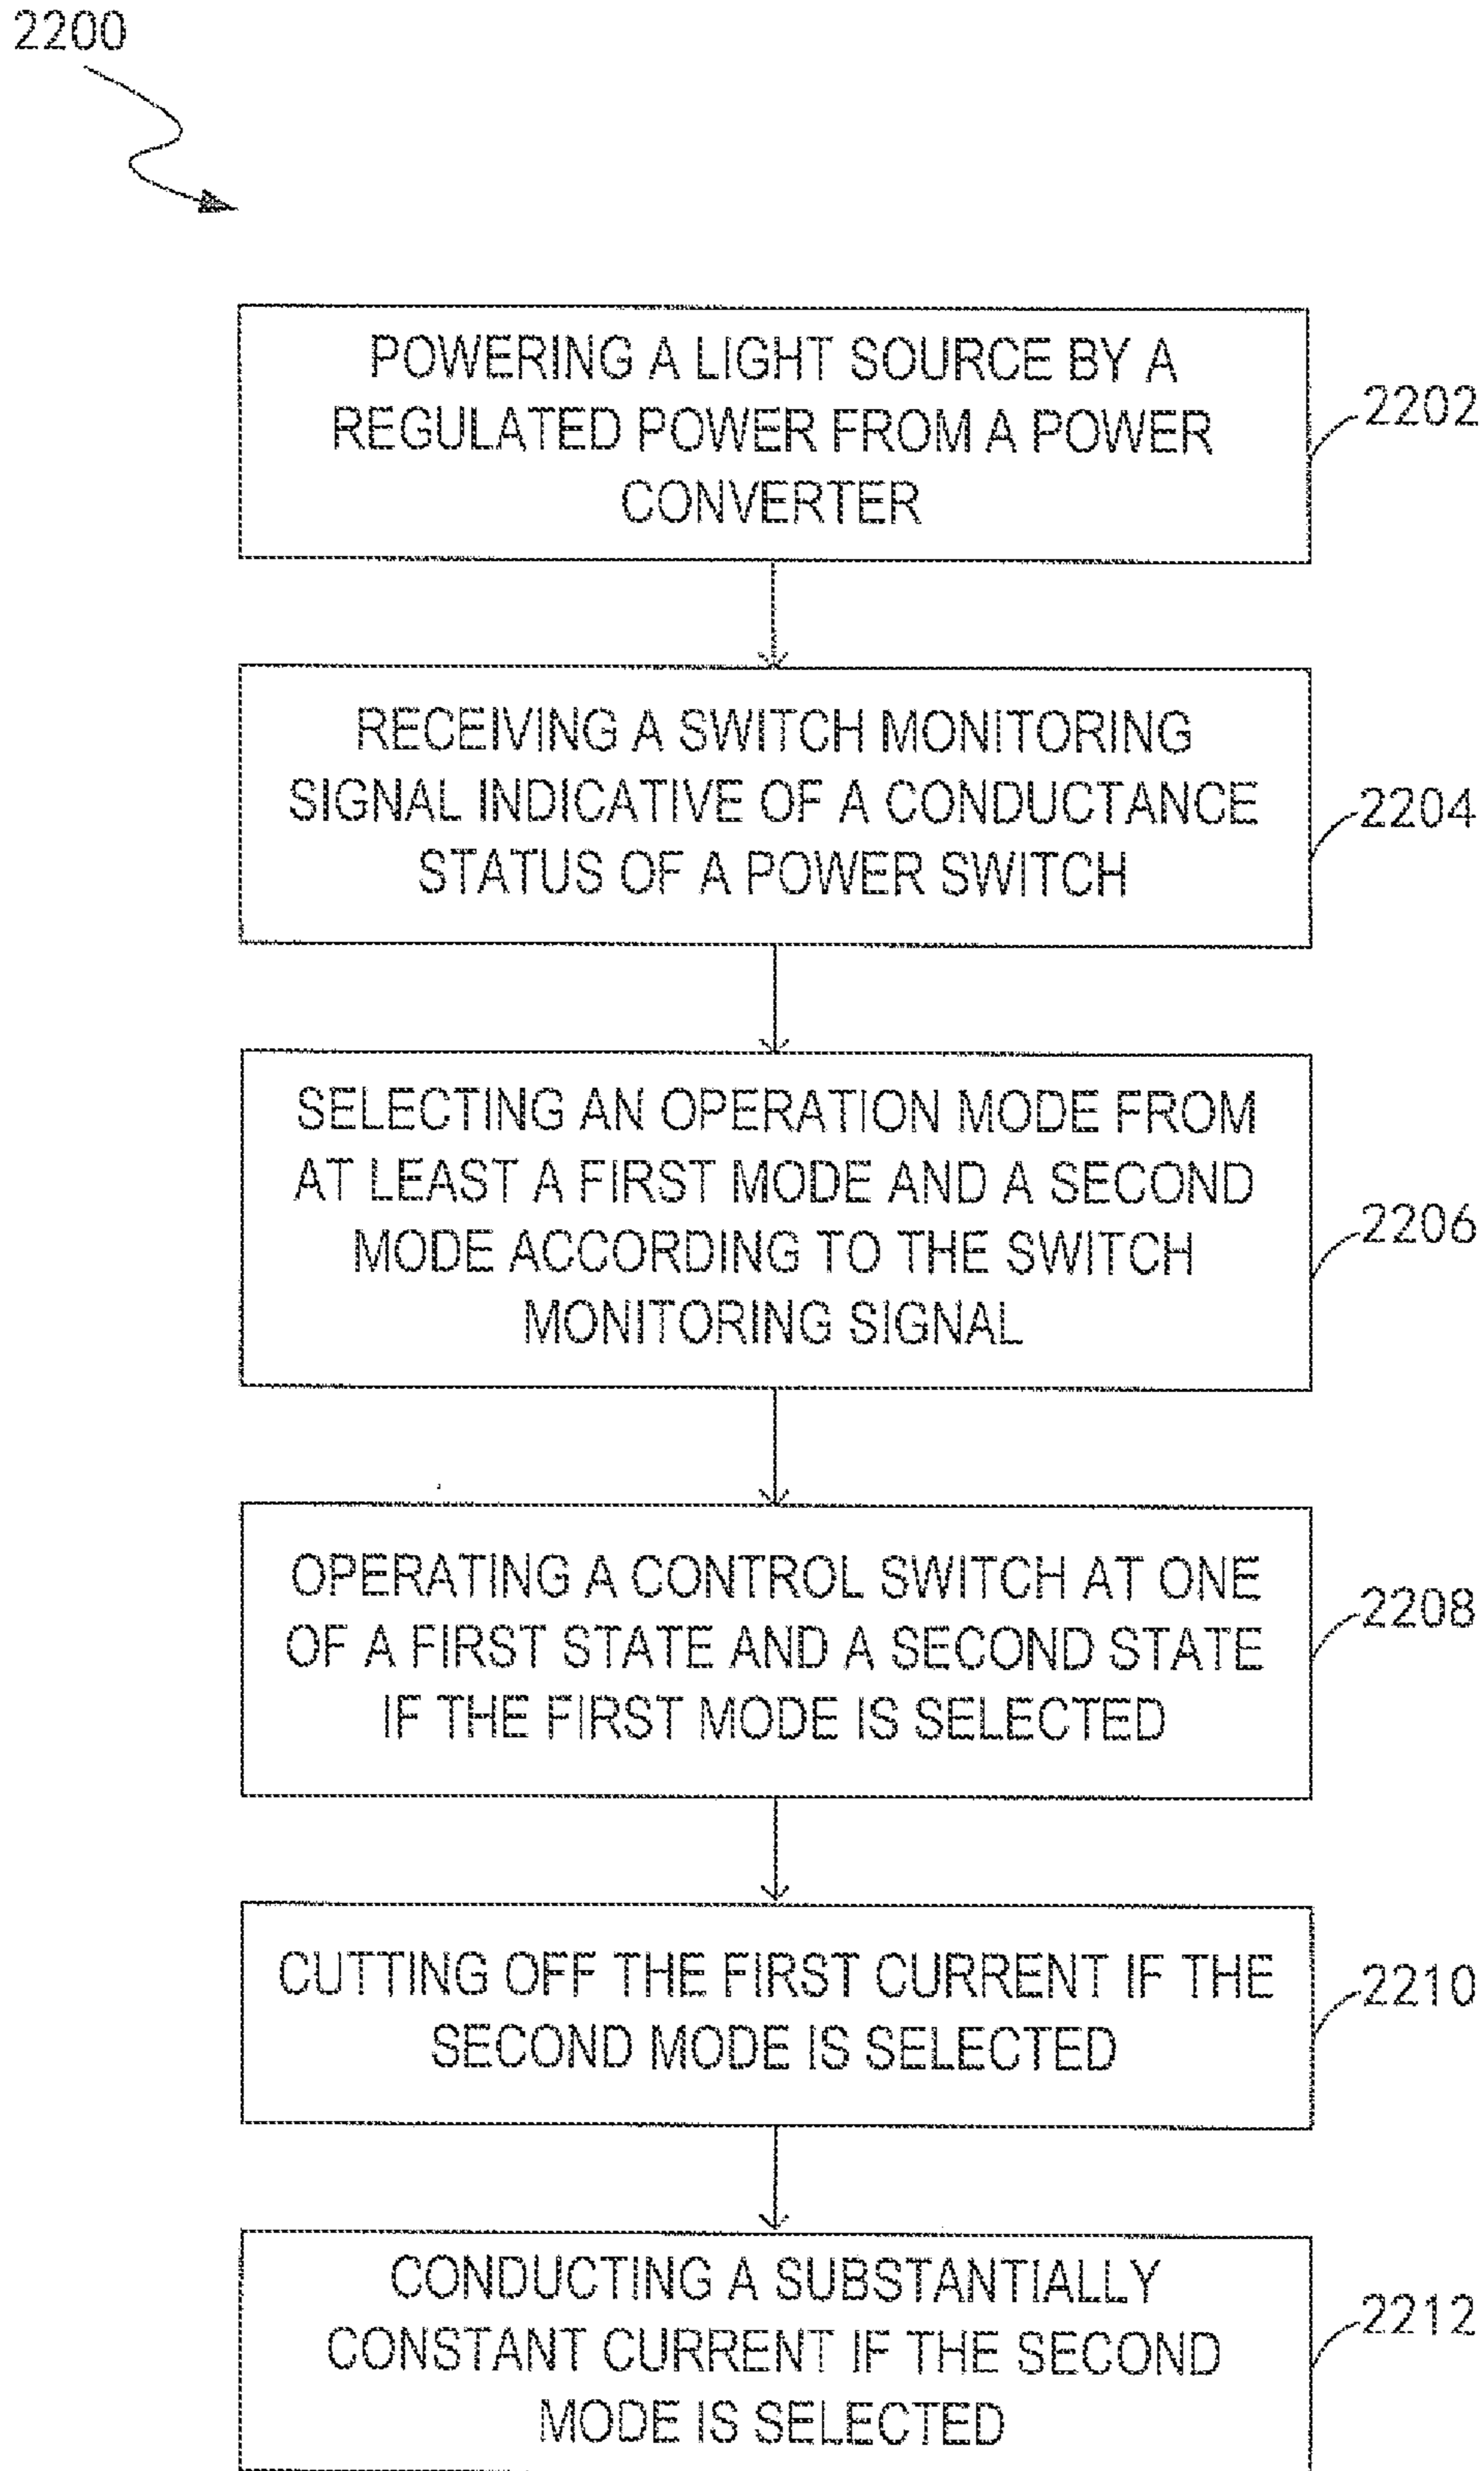 2200
POWERING A LIGHT SOURCE BY A
REGULATED POWER FROM A POWER
CONVERTER
2202
RECEIVING A SWITCH MONITORING
SIGNAL INDICATIVE OF A CONDUCTANCE
STATUS OF A POWER SWITCH
2204
SELECTING AN OPERATION MODE FROM
AT LEAST A FIRST MODE AND A SECOND
MODE ACCORDING TO THE SWITCH
MONITORING SIGNAL
2206
OPERATING A CONTROL SWITCH AT ONE
OF A FIRST STATE AND A SECOND STATE
IF THE FIRST MODE IS SELECTED
2208
CUTTING OFF THE FIRST CURRENT IF THE
SECOND MODE IS SELECTED
2210
CONDUCTING A SUBSTANTIALLY
CONSTANT CURRENT IF THE SECOND
MODE IS SELECTED
2212